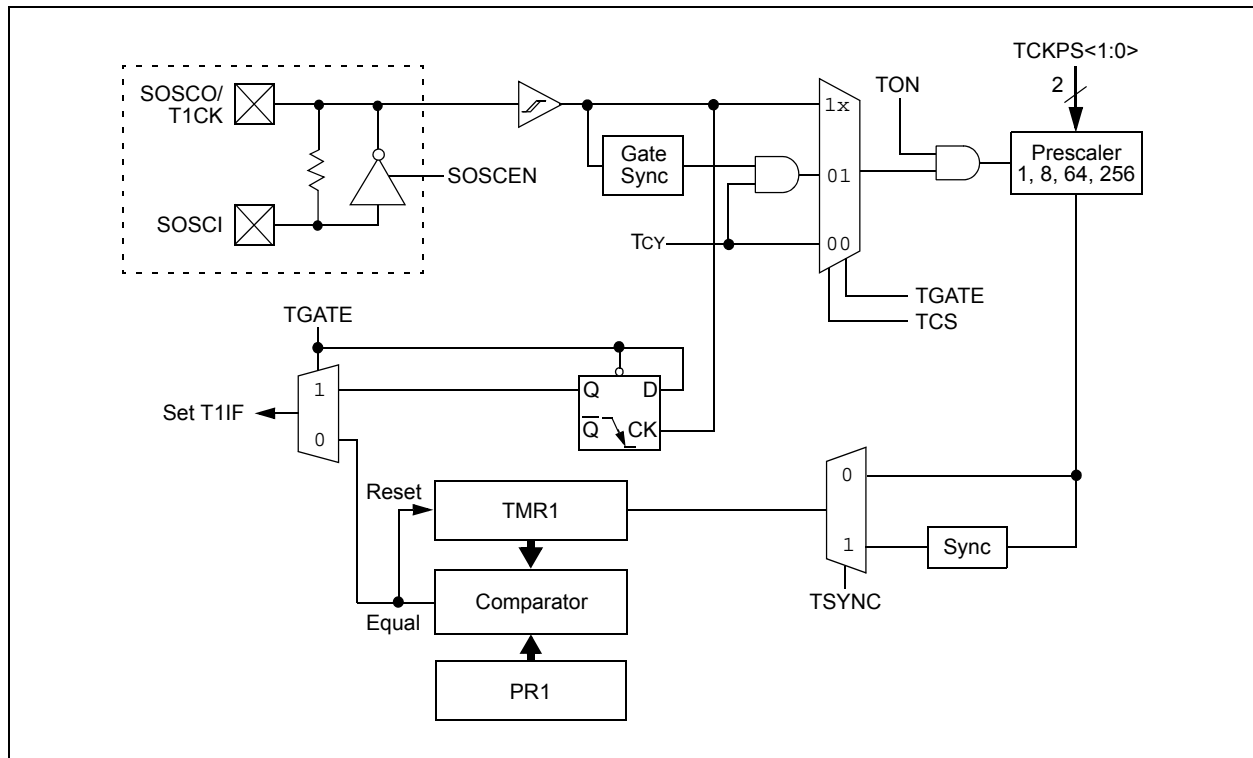 TCKPS<1:0>
SOSCO/
T1CK
TON
2
1x
Gate
Sync
Prescaler
1, 8, 64, 256
SOSCEN
01
SOSCI
TCY
00
TGATE
TCS
TGATE
1
Q
D
Set T1IF
Q
CK
0
0
Reset
TMR1
1
Sync
TSYNC
Comparator
Equal
PR1